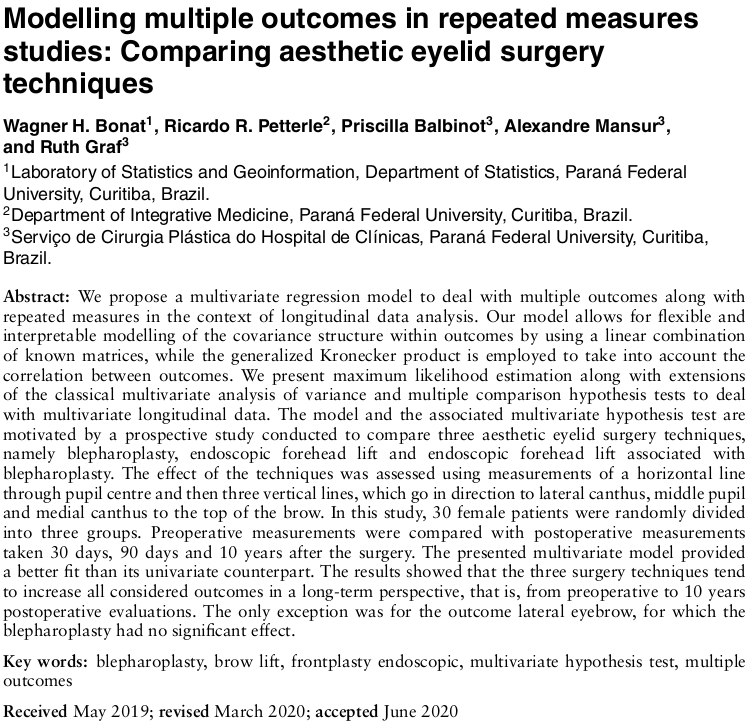 Modelling multiple outcomes in repeated measures
studies: Comparing aesthetic eyelid surgery
techniques
Wagner H. Bonat1, Ricardo R. Petterle2, Priscilla Balbinot3, Alexandre Mansur3,
and Ruth Graf3
1Laboratory of Statistics and Geoinformation, Department of Statistics, Paraná Federal
University, Curitiba, Brazil.
2Department of Integrative Medicine, Paraná Federal University, Curitiba, Brazil.
3Serviço de Cirurgia Plástica do Hospital de Clínicas, Paraná Federal University, Curitiba,
Brazil.
Abstract: We propose a multivariate regression model to deal with multiple outcomes along with
repeated measures in the context of longitudinal data analysis. Our model allows for flexible and
interpretable modelling of the covariance structure within outcomes by using a linear combination
of known matrices, while the generalized Kronecker product is employed to take into account the
correlation between outcomes. We present maximum likelihood estimation along with extensions
of the classical multivariate analysis of variance and multiple comparison hypothesis tests to deal
with multivariate longitudinal data. The model and the associated multivariate hypothesis test are
motivated by a prospective study conducted to compare three aesthetic eyelid surgery techniques,
namely blepharoplasty, endoscopic forehead lift and endoscopic forehead lift associated with
blepharoplasty. The effect of the techniques was assessed using measurements of a horizontal line
through pupil centre and then three vertical lines, which go in direction to lateral canthus, middle pupil
and medial canthus to the top of the brow. In this study, 30 female patients were randomly divided
into three groups. Preoperative measurements were compared with postoperative measurements
taken 30 days, 90 days and 10 years after the surgery. The presented multivariate model provided
a better fit than its univariate counterpart. The results showed that the three surgery techniques tend
to increase all considered outcomes in a long-term perspective, that is, from preoperative to 10 years
postoperative evaluations. The only exception was for the outcome lateral eyebrow, for which the
blepharoplasty had no significant effect.
Key words: blepharoplasty, brow lift, frontplasty endoscopic, multivariate hypothesis test, multiple
outcomes
Received May 2019; revised March 2020; accepted June 2020